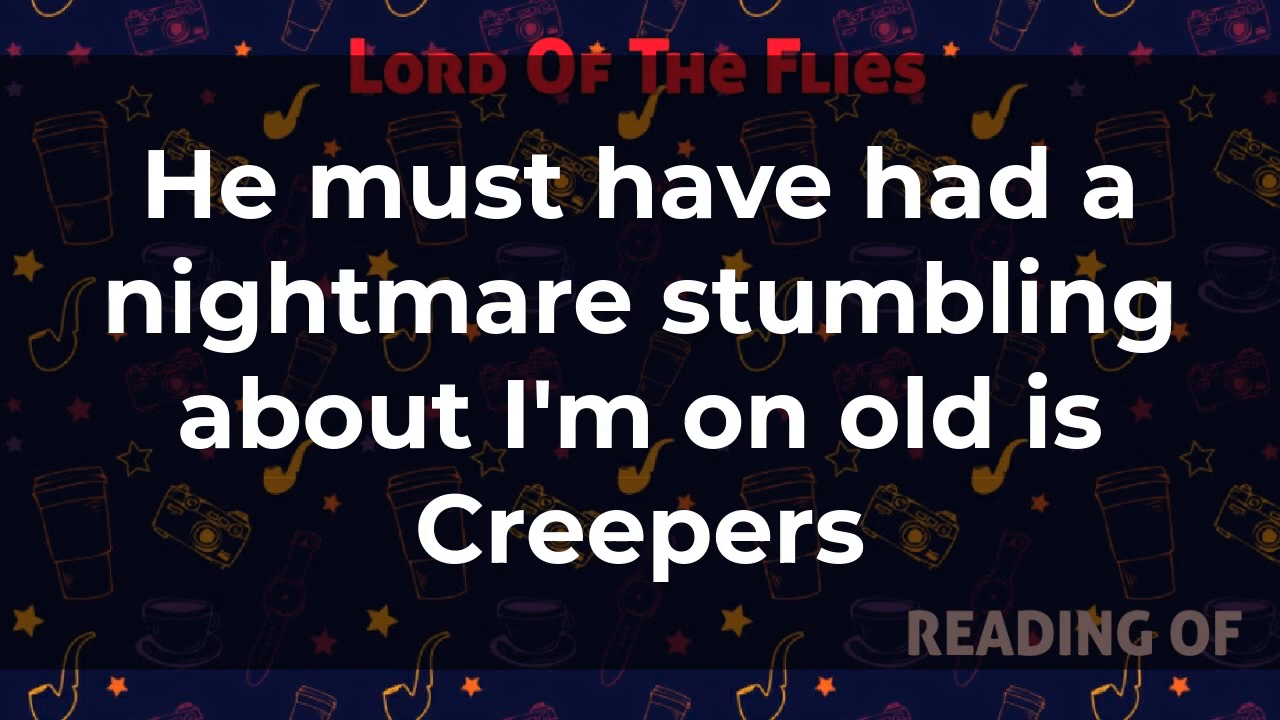 Lord Of The Flies
He must have had a
nightmare stumbling
about I'm on old is
Creepers
READING OF